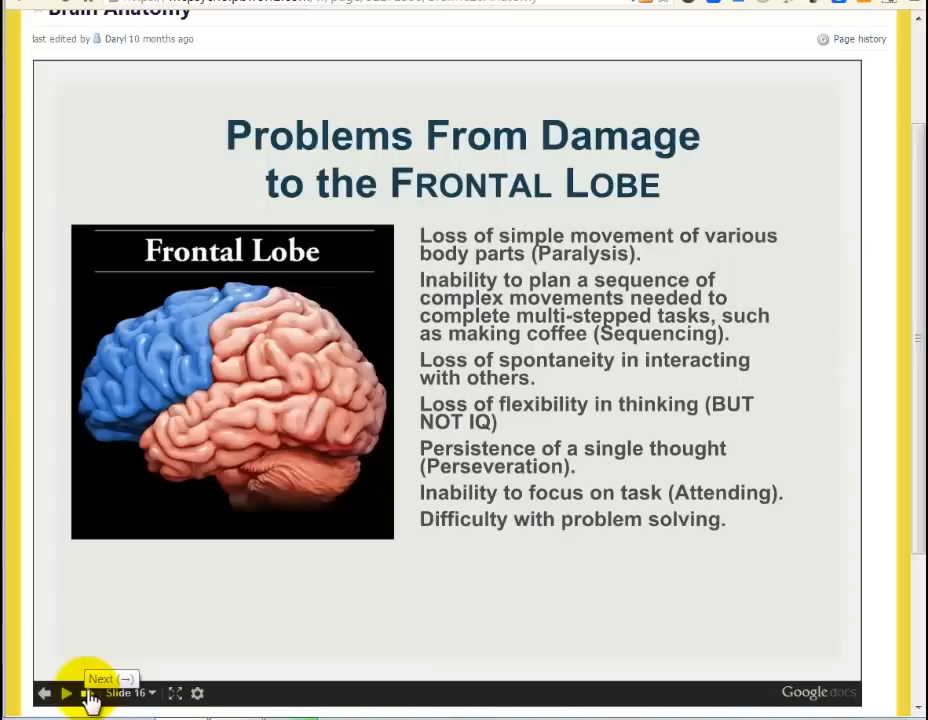 Brain Anatomy
last edited by Daryl 10 months ago
Page history
Problems From Damage
to the FRONTAL LOBE
Frontal Lobe
Loss of simple movement of various
body parts (Paralysis).
Inability to plan a sequence of
complex movements needed to
complete multi-stepped tasks, such
as making coffee (Sequencing).
Loss of spontaneity in interacting
with others.
Loss of flexibility in thinking (BUT
NOT IQ)
Persistence of a single thought
(Perseveration).
Inability to focus on task (Attending).
Difficulty with problem solving.
Next (→)
Slide 16
Google docs